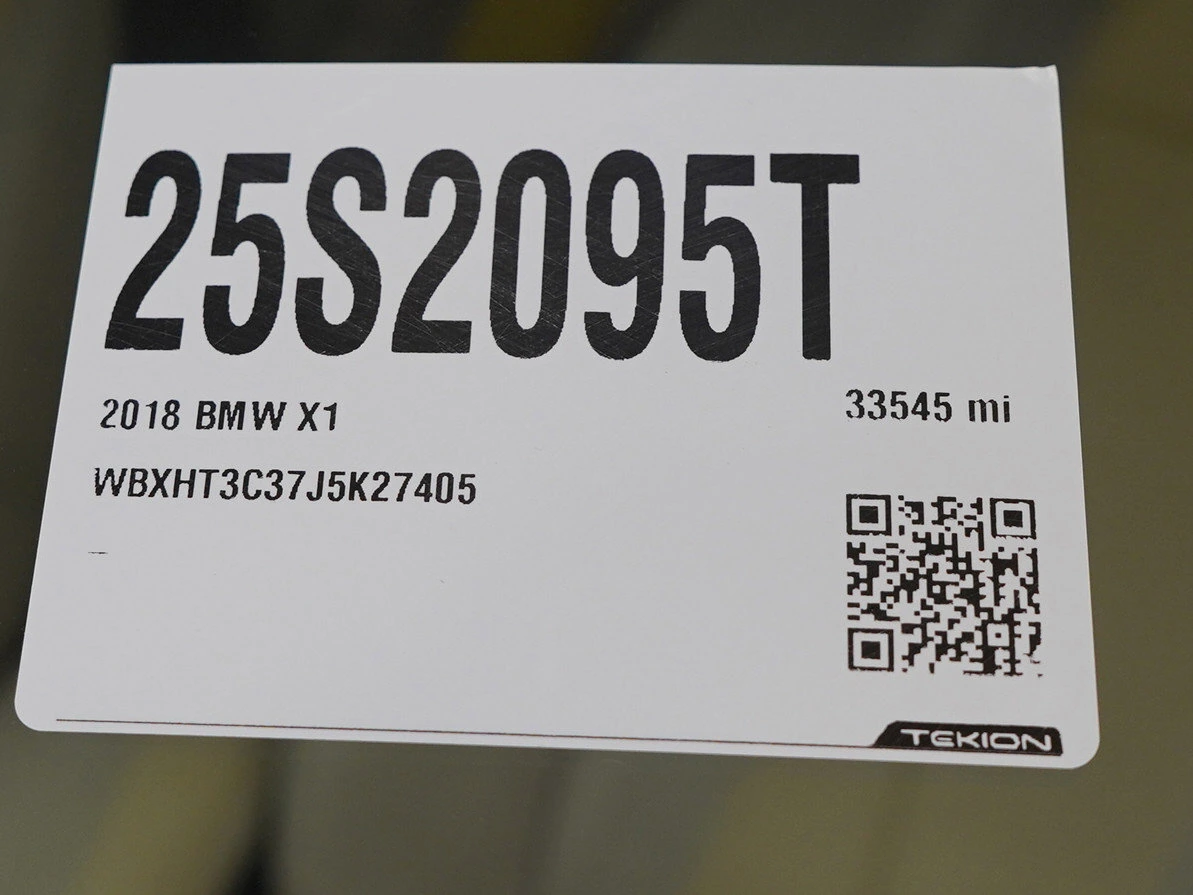 25S2095T
2018 BMW X1
33545 mi
WBXHT3C37J5K27405
TEKION